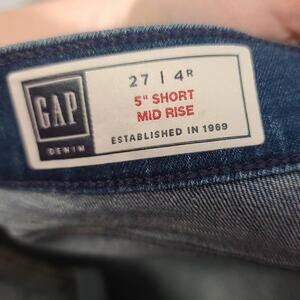 GAP
DENIM
27 | 4R
5" SHORT
MID RISE
ESTABLISHED IN 1969